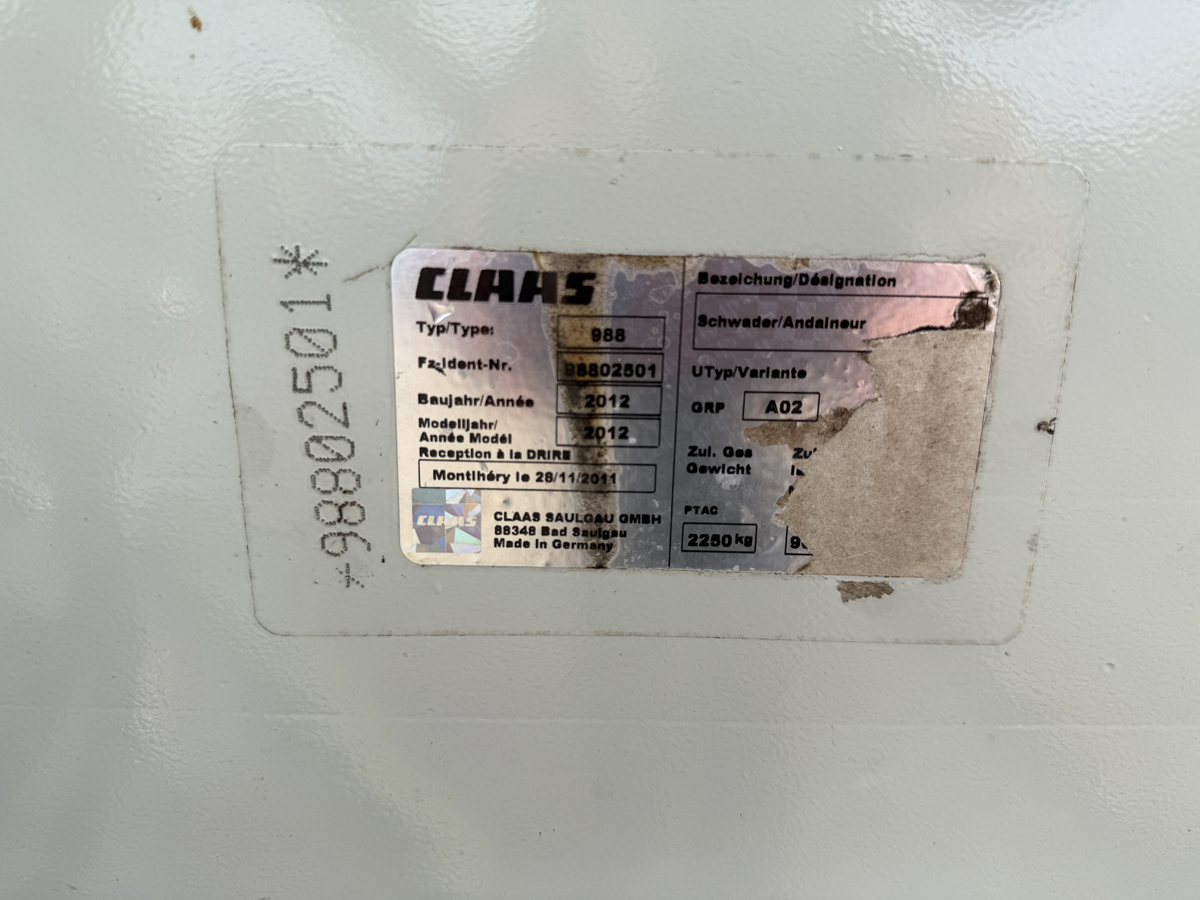 *98802501*
CLAAS
Typ/Type: 988
Fz-Ident-Nr. 98802501
Baujahr/Année 2012
Modelljahr/
Année Modél 2012
Reception à la DRIRE
Montlhéry le 28/11/2011
CLAAS
CLAAS SAULGAU GMBH
88348 Bad Saulgau
Made in Germany
Bezeichung/Désignation
Schwader/Andaineur
UTyp/Variante
GRP A02
Zul. Ges
Gewicht
PTAC
2250 kg